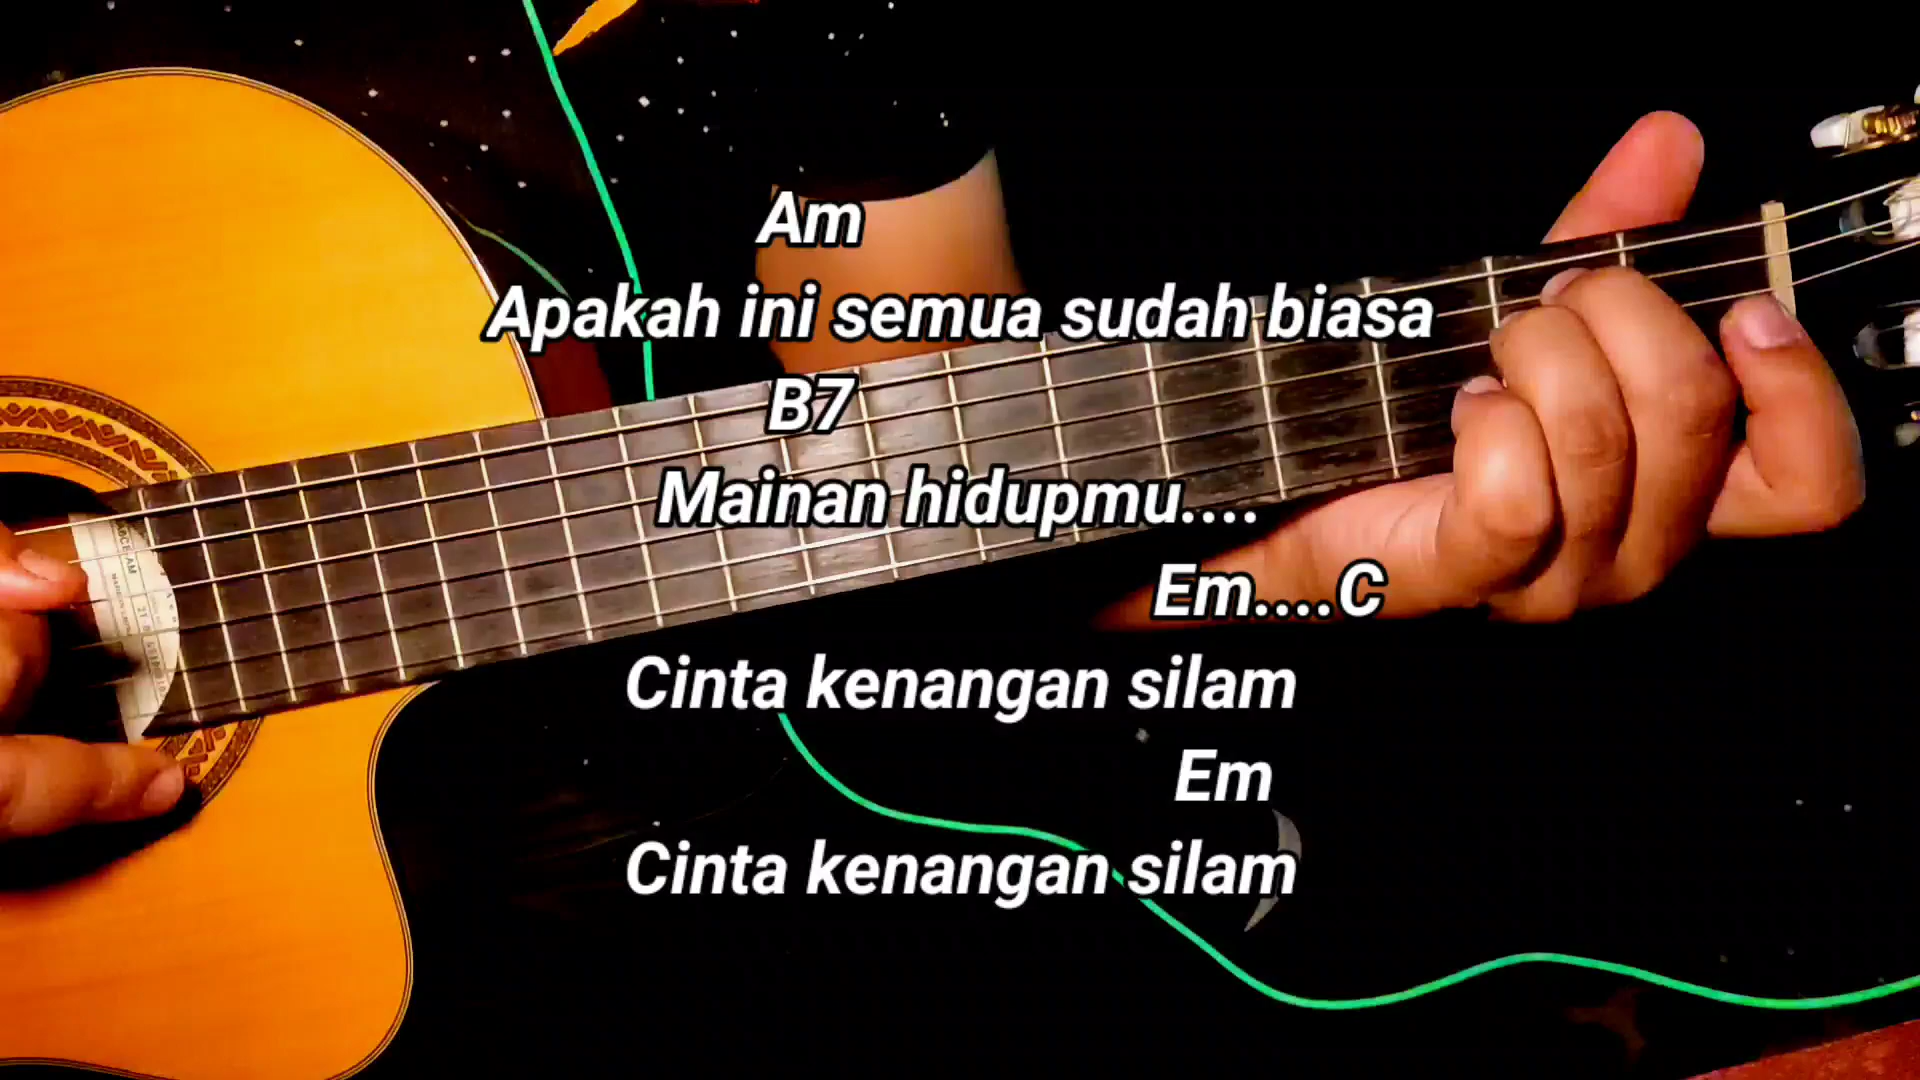 Am
Apakah ini semua sudah biasa
B7
Mainan hidupmu....
Em....C
Cinta kenangan silam
Em
Cinta kenangan silam